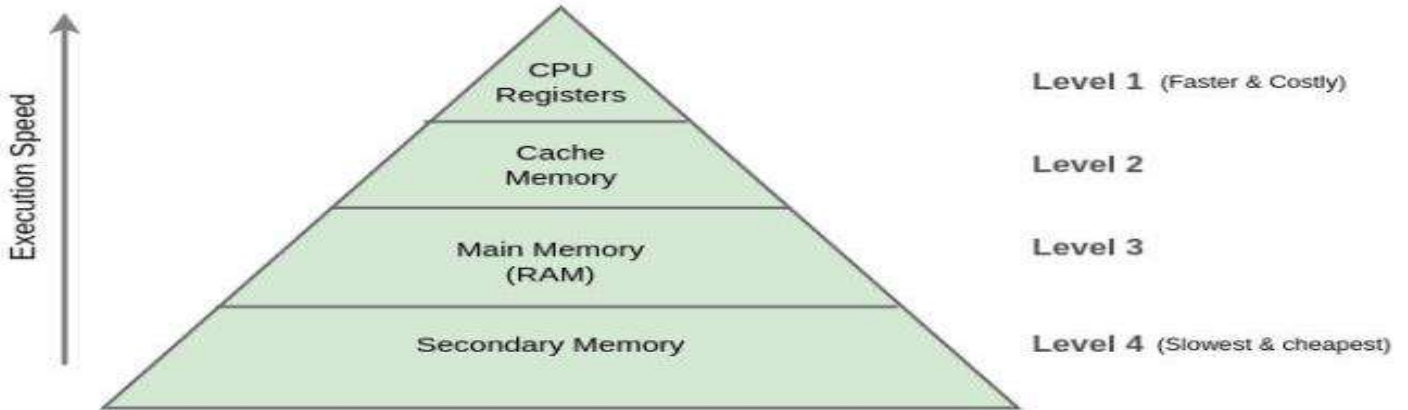 Execution Speed
CPU
Registers
Level 1 (Faster & Costly)
Cache
Memory
Level 2
Main Memory
(RAM)
Level 3
Secondary Memory
Level 4 (Slowest & cheapest)